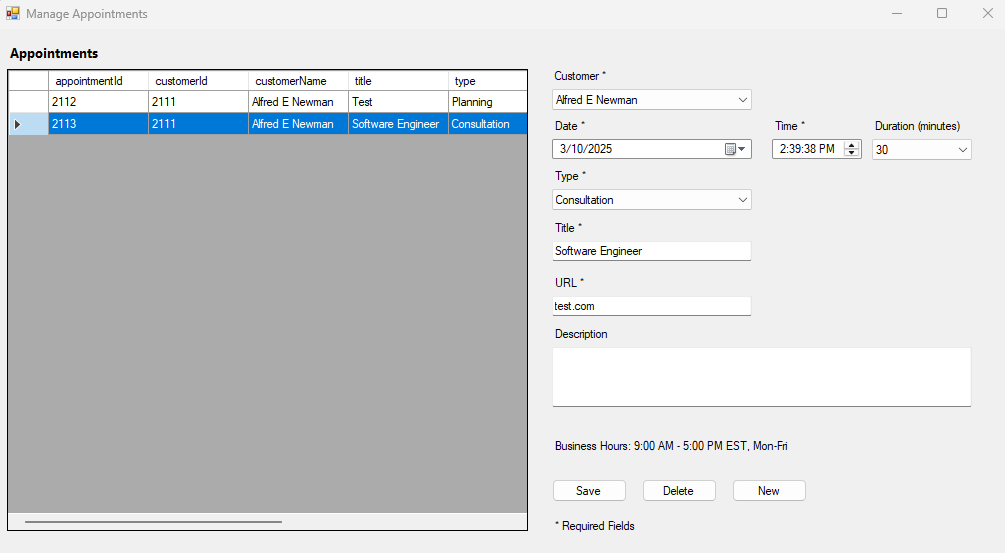 Manage Appointments
Appointments
appointmentId customerId customerName title type
2112 2111 Alfred E Newman Test Planning
2113 2111 Alfred E Newman Software Engineer Consultation
Customer *
Alfred E Newman
Date * Time * Duration (minutes)
3/10/2025 2:39:38 PM 30
Type *
Consultation
Title *
Software Engineer
URL *
test.com
Description
Business Hours: 9:00 AM - 5:00 PM EST, Mon-Fri
Save Delete New
* Required Fields